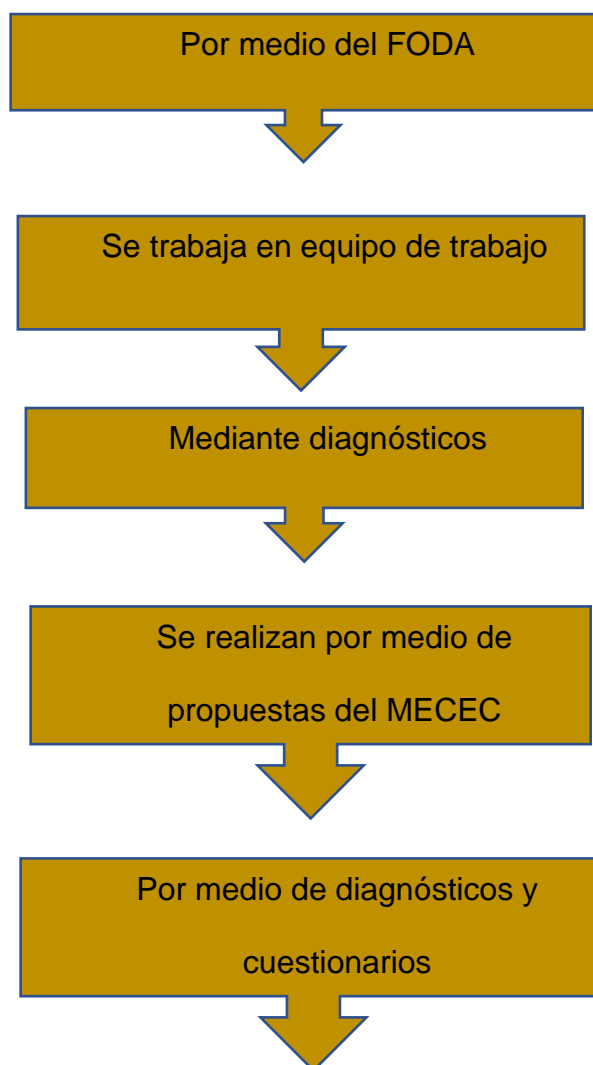 Por medio del FODA
Se trabaja en equipo de trabajo
Mediante diagnósticos
Se realizan por medio de
propuestas del MECEC
Por medio de diagnósticos y
cuestionarios